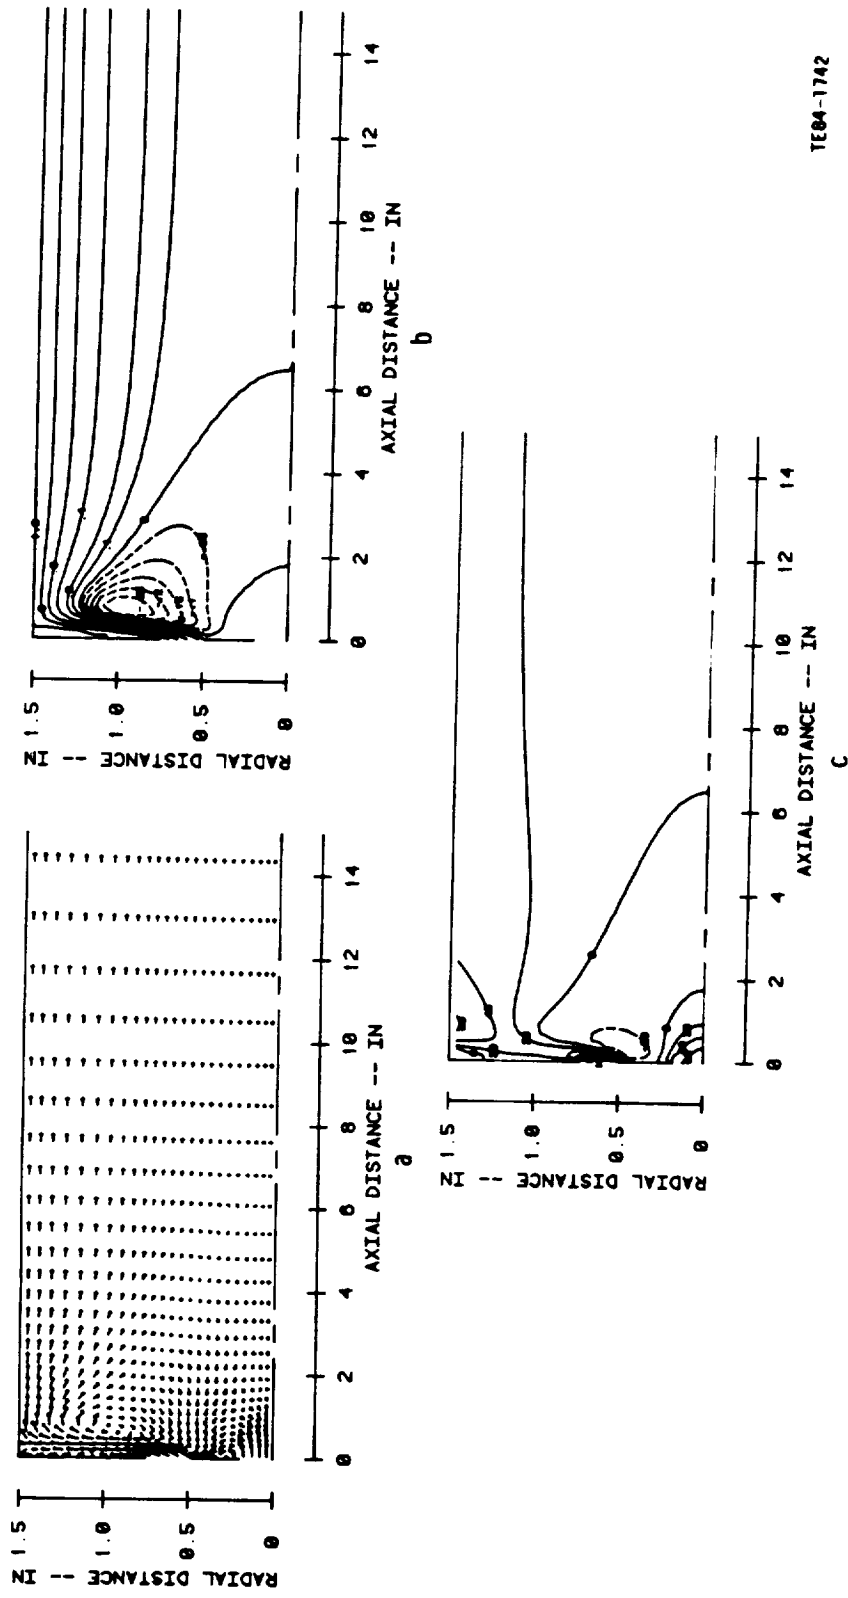 1.5
1.0
0.5
0
RADIAL DISTANCE -- IN
0 2 4 6 8 10 12 14
AXIAL DISTANCE -- IN
a
1.5
1.0
0.5
0
RADIAL DISTANCE -- IN
0 2 4 6 8 10 12 14
AXIAL DISTANCE -- IN
b
1.5
1.0
0.5
0
RADIAL DISTANCE -- IN
0 2 4 6 8 10 12 14
AXIAL DISTANCE -- IN
c
TE84-1742